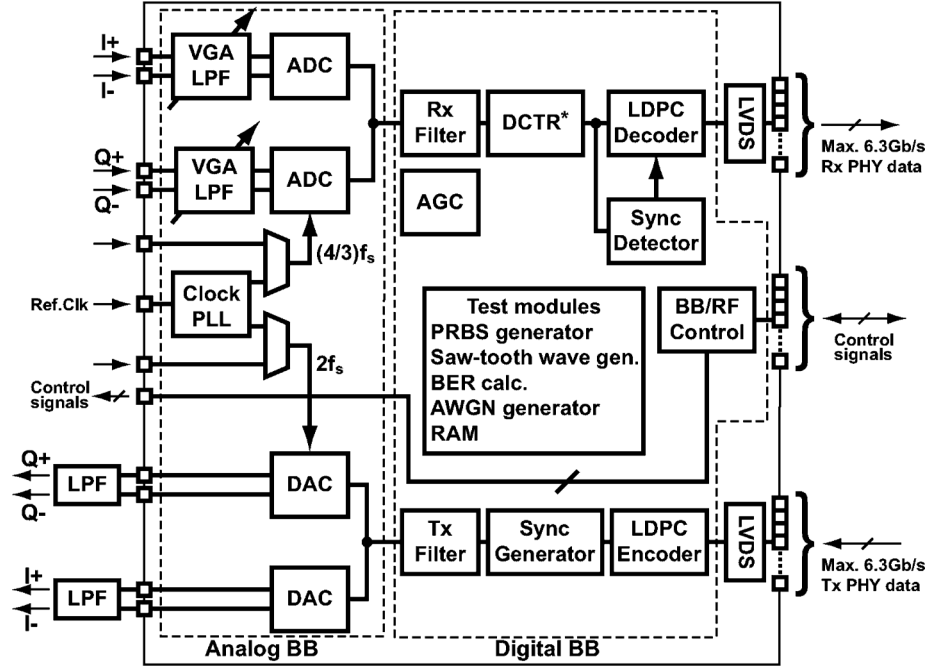 I+
I-
VGA
LPF
ADC
Rx
Filter
DCTR*
LDPC
Decoder
LVDS
Max. 6.3Gb/s
Rx PHY data
Q+
Q-
VGA
LPF
ADC
AGC
Sync
Detector
(4/3)fs
Ref.Clk
Clock
PLL
2fs
Test modules
PRBS generator
Saw-tooth wave gen.
BER calc.
AWGN generator
RAM
BB/RF
Control
Control
signals
Control
signals
Q+
Q-
LPF
DAC
Tx
Filter
Sync
Generator
LDPC
Encoder
LVDS
Max. 6.3Gb/s
Tx PHY data
I+
I-
LPF
DAC
Analog BB
Digital BB